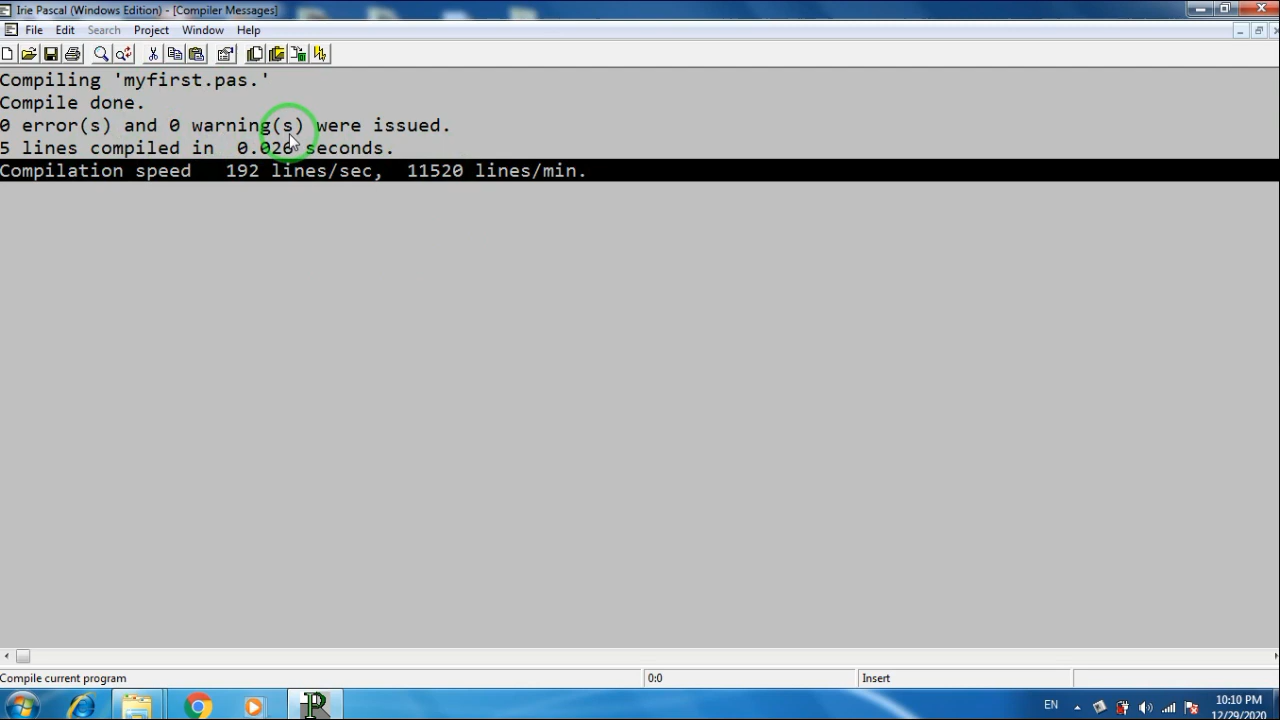 Irie Pascal (Windows Edition) - [Compiler Messages]
File Edit Search Project Window Help
Compiling 'myfirst.pas.'
Compile done.
0 error(s) and 0 warning(s) were issued.
5 lines compiled in 0.026 seconds.
Compilation speed 192 lines/sec, 11520 lines/min.
Compile current program 0:0 Insert
EN 10:10 PM
12/29/2020